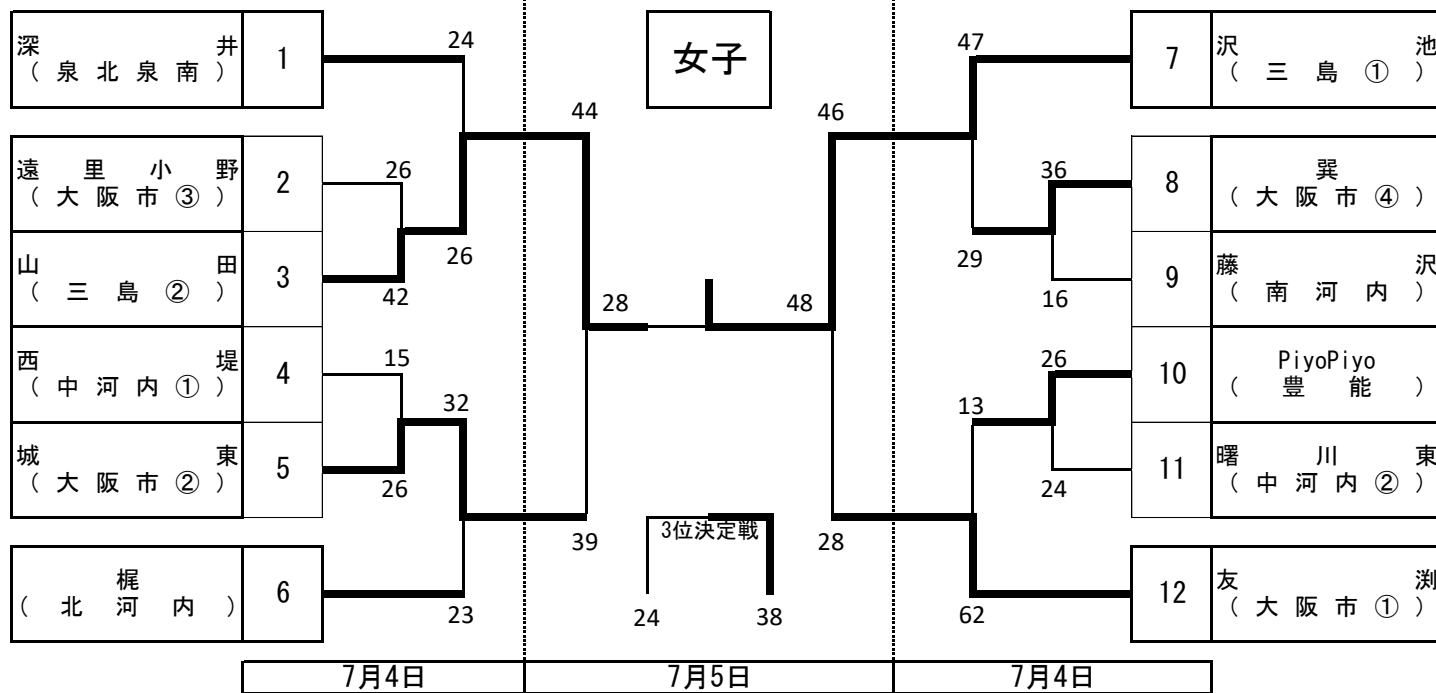 女子
深井
(泉北泉南)
1
24
遠里小野
(大阪市③)
2
26
山田
(三島②)
3
42
26
44
西堤
(中河内①)
4
15
城東
(大阪市②)
5
26
32
梶
(北河内)
6
23
39
28
48
46
28
3位決定戦
24
38
47
7
沢池
(三島①)
36
8
巽
(大阪市④)
29
16
9
藤沢
(南河内)
26
10
PiyoPiyo
(豊能)
13
24
11
曙川東
(中河内②)
62
12
友渕
(大阪市①)
7月4日
7月5日
7月4日